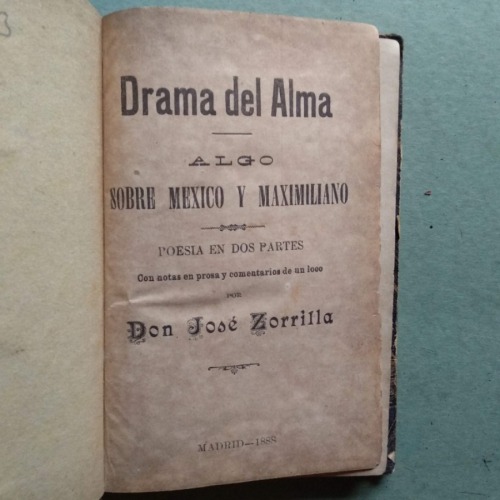 3
Drama del Alma
ALGO
SOBRE MEXICO Y MAXIMILIANO
POESIA EN DOS PARTES
Con notas en prosa y comentarios de un loco
POR
Don José Zorrilla
MADRID—1888